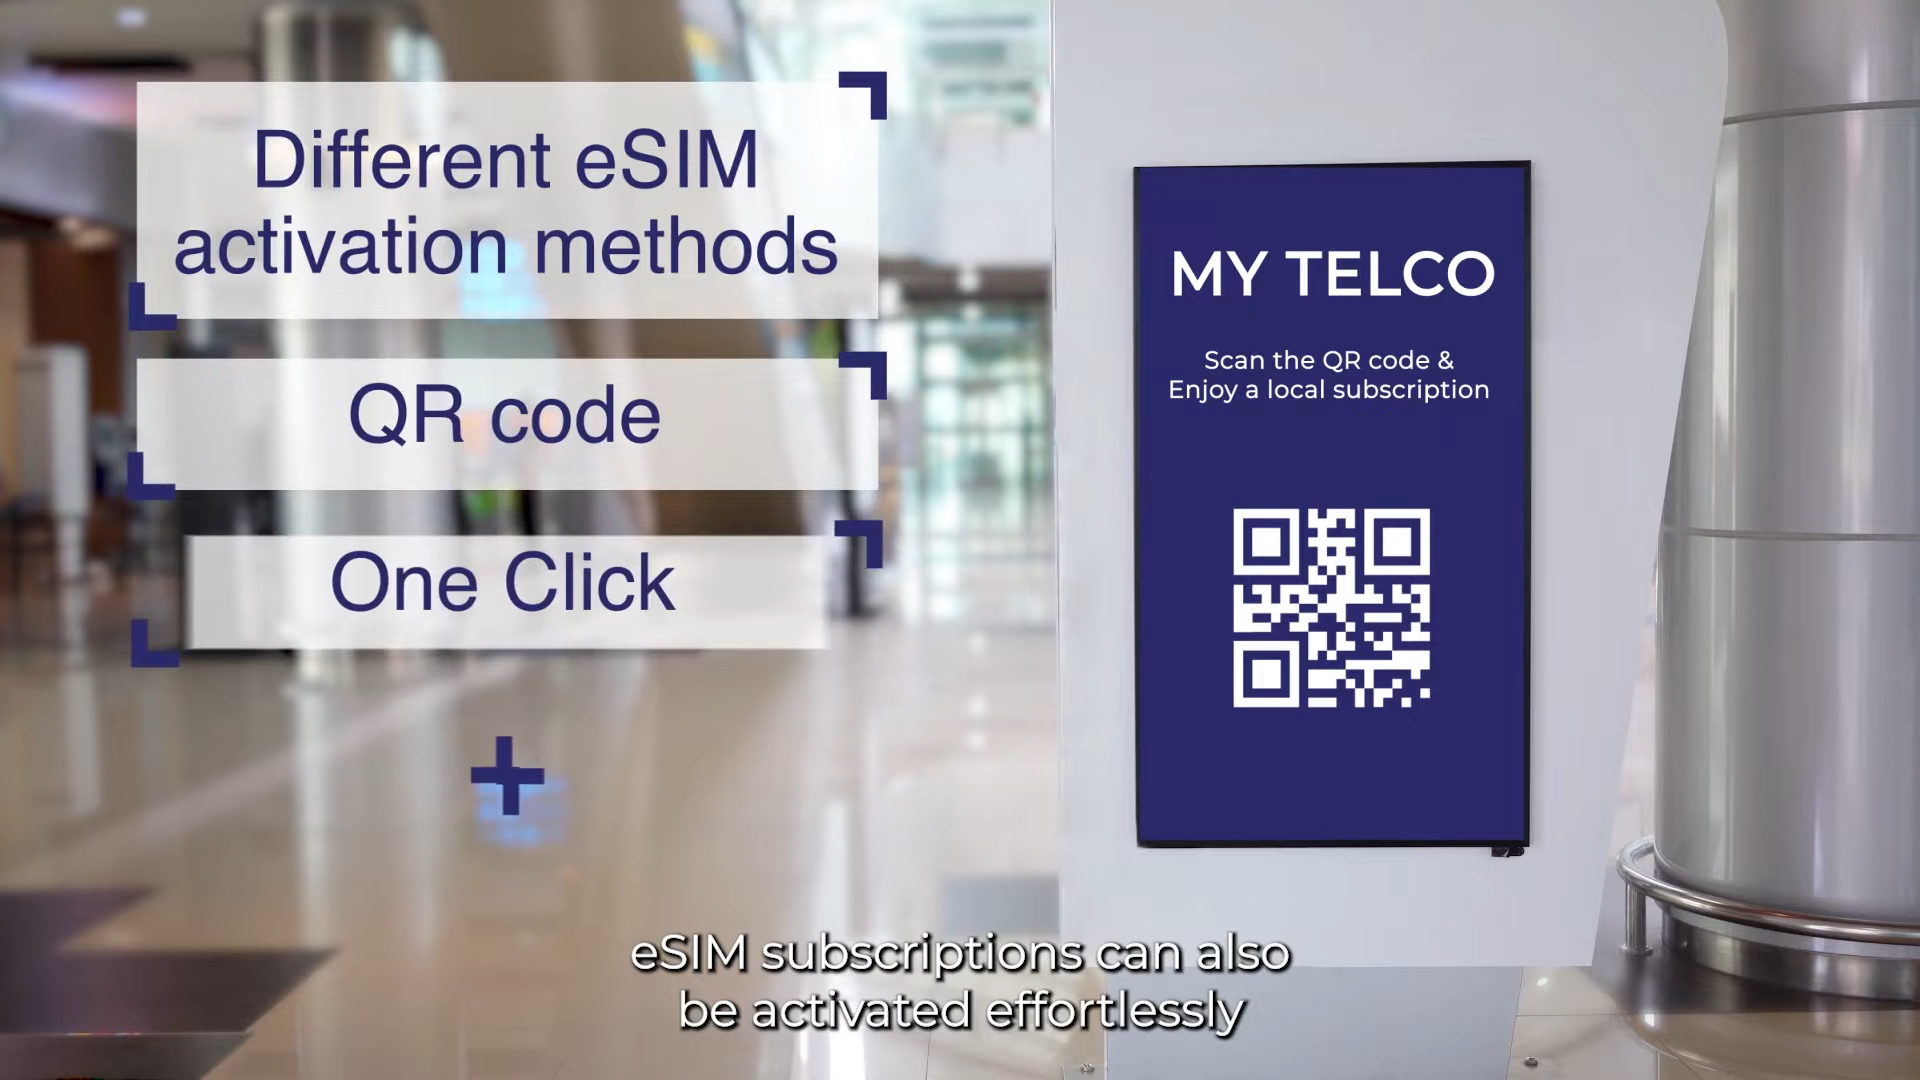 Different eSIM
activation methods
QR code
One Click
+
MY TELCO
Scan the QR code &
Enjoy a local subscription
eSIM subscriptions can also
be activated effortlessly